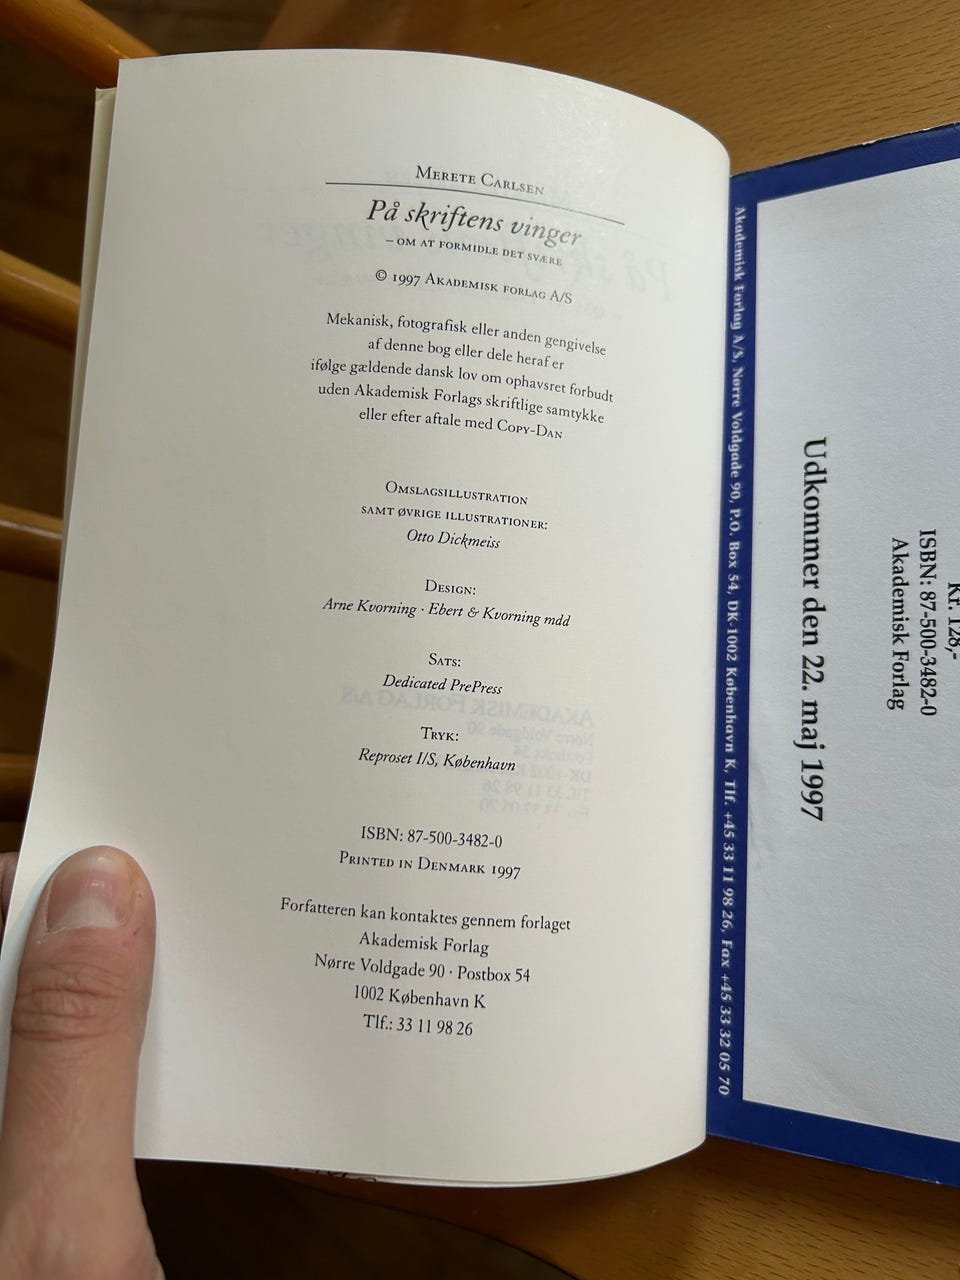 Merete Carlsen
På skriftens vinger
– om at formidle det svære
© 1997 Akademisk forlag A/S
Mekanisk, fotografisk eller anden gengivelse
af denne bog eller dele heraf er
ifølge gældende dansk lov om ophavsret forbudt
uden Akademisk Forlags skriftlige samtykke
eller efter aftale med Copy-Dan
Omslagsillustration
samt øvrige illustrationer:
Otto Dickmeiss
Design:
Arne Kvorning · Ebert & Kvorning mdd
Sats:
Dedicated PrePress
Tryk:
Reproset I/S, København
ISBN: 87-500-3482-0
Printed in Denmark 1997
Forfatteren kan kontaktes gennem forlaget
Akademisk Forlag
Nørre Voldgade 90 · Postbox 54
1002 København K
Tlf.: 33 11 98 26
Akademisk Forlag A/S, Nørre Voldgade 90, P.O. Box 54, DK-1002 København K, Tlf. +45 33 11 98 26, Fax +45 33 32 05 70
Kr. 128,-
ISBN: 87-500-3482-0
Akademisk Forlag
Udkommer den 22. maj 1997